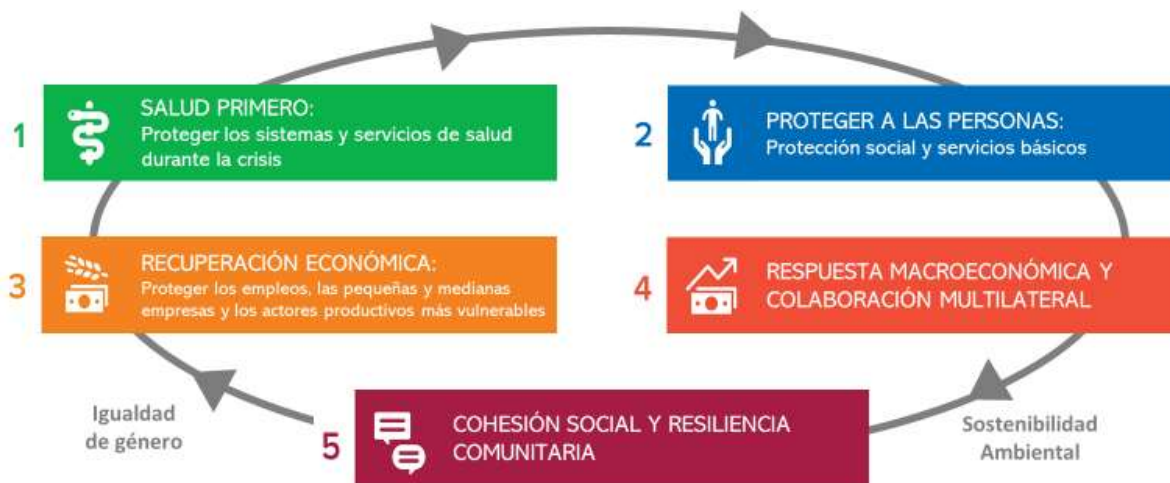 1
SALUD PRIMERO:
Proteger los sistemas y servicios de salud
durante la crisis
2
PROTEGER A LAS PERSONAS:
Protección social y servicios básicos
3
RECUPERACIÓN ECONÓMICA:
Proteger los empleos, las pequeñas y medianas
empresas y los actores productivos más vulnerables
4
RESPUESTA MACROECONÓMICA Y
COLABORACIÓN MULTILATERAL
Igualdad
de género
5
COHESIÓN SOCIAL Y RESILIENCIA
COMUNITARIA
Sostenibilidad
Ambiental